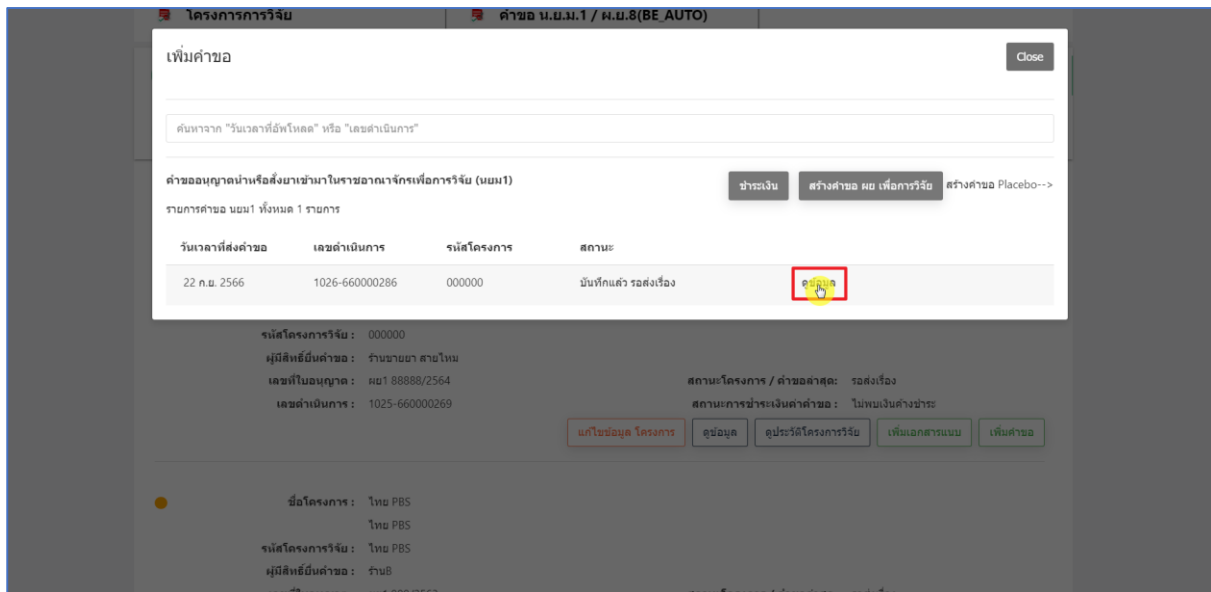 โครงการการวิจัย
คำขอ น.ย.ม.1 / ผ.ย.8(BE_AUTO)
เพิ่มคำขอ
Close
ค้นหาจาก "วันเวลาที่อัพโหลด" หรือ "เลขดำเนินการ"
คำขออนุญาตนำหรือสั่งยาเข้ามาในราชอาณาจักรเพื่อการวิจัย (นยม1)
ชำระเงิน
สร้างคำขอ ผย เพื่อการวิจัย
สร้างคำขอ Placebo-->
รายการคำขอ นยม1 ทั้งหมด 1 รายการ
วันเวลาที่ส่งคำขอ เลขดำเนินการ รหัสโครงการ สถานะ
22 ก.ย. 2566 1026-660000286 000000 บันทึกแล้ว รอส่งเรื่อง ดูข้อมูล
รหัสโครงการวิจัย : 000000
ผู้มีสิทธิ์ยื่นคำขอ : ร้านขายยา สายไหม
เลขที่ใบอนุญาต : ผย1 88888/2564 สถานะโครงการ / คำขอล่าสุด: รอส่งเรื่อง
เลขดำเนินการ : 1025-660000269 สถานะการชำระเงินค่าคำขอ : ไม่พบเงินค้างชำระ
แก้ไขข้อมูล โครงการ ดูข้อมูล ดูประวัติโครงการวิจัย เพิ่มเอกสารแนบ เพิ่มคำขอ
ชื่อโครงการ : ไทย PBS
ไทย PBS
รหัสโครงการวิจัย : ไทย PBS
ผู้มีสิทธิ์ยื่นคำขอ : ร้านB